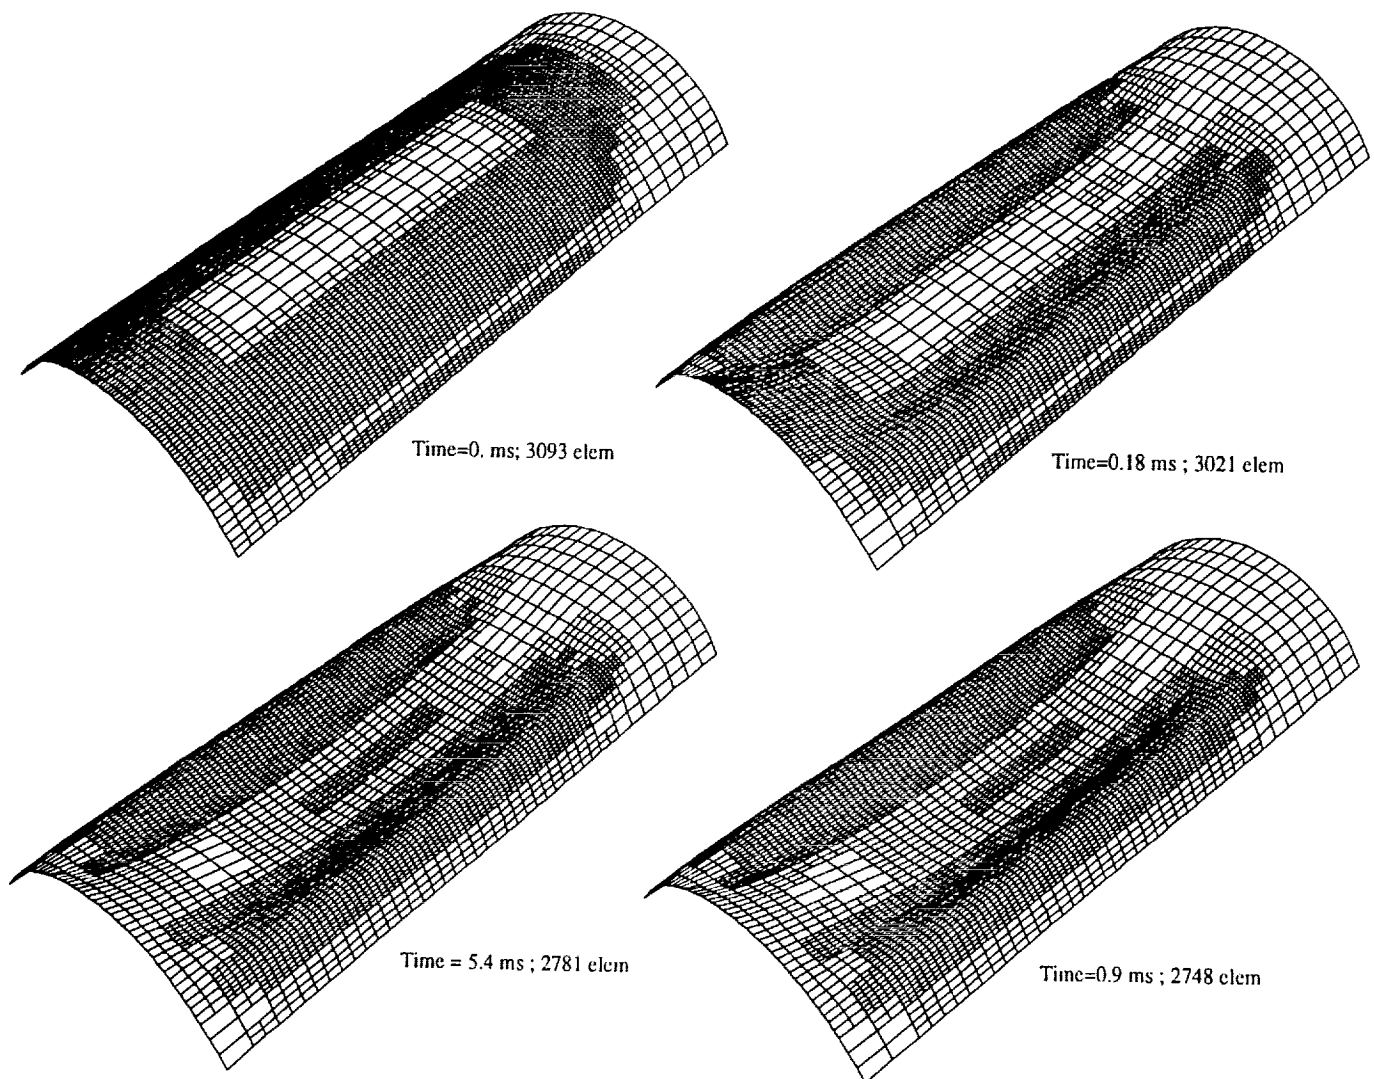 Time=0. ms; 3093 elem
Time=0.18 ms ; 3021 elem
Time = 5.4 ms ; 2781 elem
Time=0.9 ms ; 2748 elem